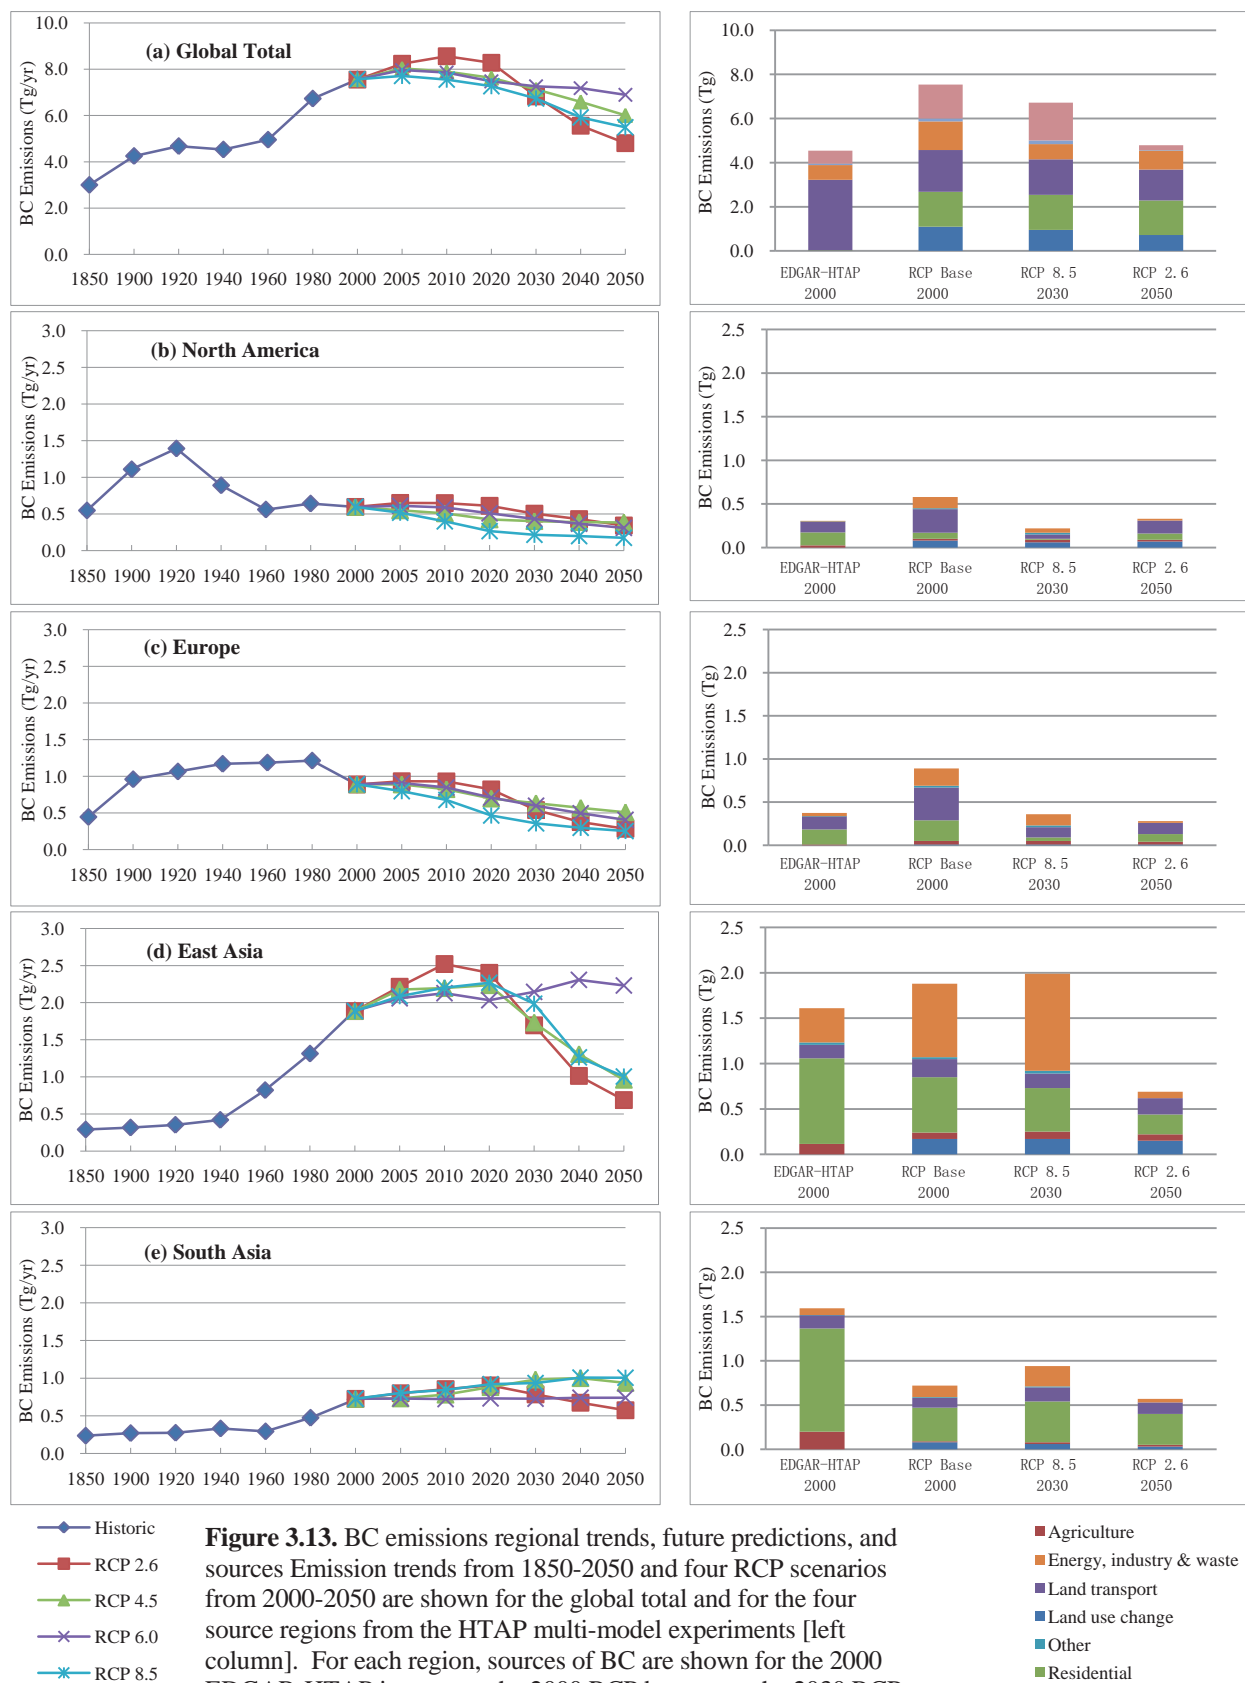 (a) Global Total
BC Emissions (Tg/yr)
10.0
8.0
6.0
4.0
2.0
0.0
1850 1900 1920 1940 1960 1980 2000 2005 2010 2020 2030 2040 2050
BC Emissions (Tg)
10.0
8.0
6.0
4.0
2.0
0.0
EDGAR-HTAP RCP Base RCP 8.5 RCP 2.6
2000 2000 2030 2050
(b) North America
BC Emissions (Tg/yr)
3.0
2.5
2.0
1.5
1.0
0.5
0.0
1850 1900 1920 1940 1960 1980 2000 2005 2010 2020 2030 2040 2050
BC Emissions (Tg)
2.5
2.0
1.5
1.0
0.5
0.0
EDGAR-HTAP RCP Base RCP 8.5 RCP 2.6
2000 2000 2030 2050
(c) Europe
BC Emissions (Tg/yr)
3.0
2.5
2.0
1.5
1.0
0.5
0.0
1850 1900 1920 1940 1960 1980 2000 2005 2010 2020 2030 2040 2050
BC Emissions (Tg)
2.5
2.0
1.5
1.0
0.5
0.0
EDGAR-HTAP RCP Base RCP 8.5 RCP 2.6
2000 2000 2030 2050
(d) East Asia
BC Emissions (Tg/yr)
3.0
2.5
2.0
1.5
1.0
0.5
0.0
1850 1900 1920 1940 1960 1980 2000 2005 2010 2020 2030 2040 2050
BC Emissions (Tg)
2.5
2.0
1.5
1.0
0.5
0.0
EDGAR-HTAP RCP Base RCP 8.5 RCP 2.6
2000 2000 2030 2050
(e) South Asia
BC Emissions (Tg/yr)
3.0
2.5
2.0
1.5
1.0
0.5
0.0
1850 1900 1920 1940 1960 1980 2000 2005 2010 2020 2030 2040 2050
BC Emissions (Tg)
2.5
2.0
1.5
1.0
0.5
0.0
EDGAR-HTAP RCP Base RCP 8.5 RCP 2.6
2000 2000 2030 2050
Historic
RCP 2.6
RCP 4.5
RCP 6.0
RCP 8.5
Figure 3.13. BC emissions regional trends, future predictions, and
sources Emission trends from 1850-2050 and four RCP scenarios
from 2000-2050 are shown for the global total and for the four
source regions from the HTAP multi-model experiments [left
column]. For each region, sources of BC are shown for the 2000
Agriculture
Energy, industry & waste
Land transport
Land use change
Other
Residential